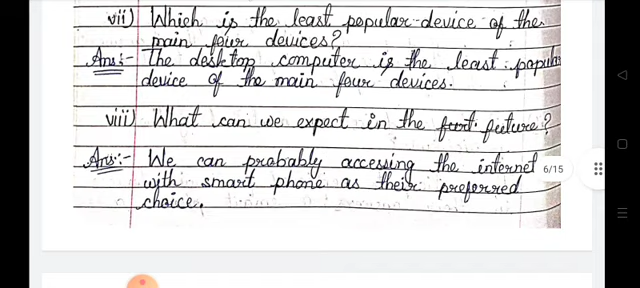 vii) Which is the least popular device of the
main four devices?
Ans:- The desktop computer is the least popular
device of the main four devices.
viii) What can we expect in the furt. future?
Ans:- We can probably accessing the internet
6/15
with smart phone as their preferred
choice.